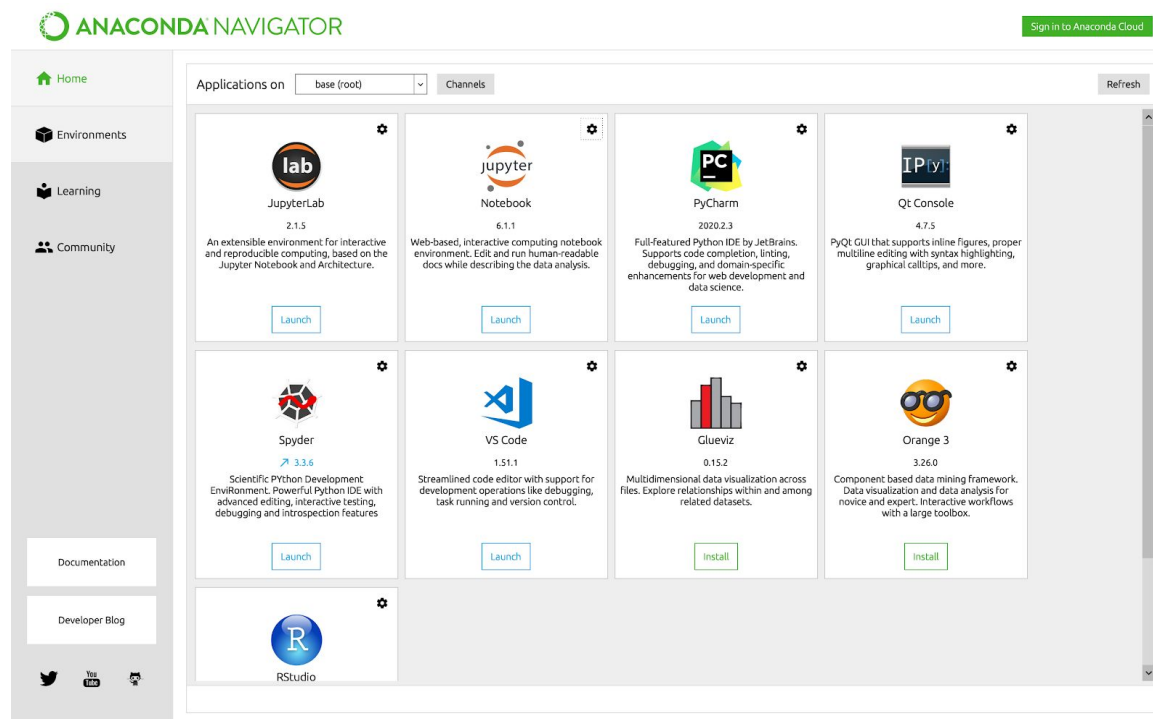 ANACONDA NAVIGATOR
Sign in to Anaconda Cloud
Home
Environments
Learning
Community
Documentation
Developer Blog
You
Tube
Applications on
base (root)
Channels
Refresh
lab
JupyterLab
2.1.5
An extensible environment for interactive
and reproducible computing, based on the
Jupyter Notebook and Architecture.
Launch
jupyter
Notebook
6.1.1
Web-based, interactive computing notebook
environment. Edit and run human-readable
docs while describing the data analysis.
Launch
PC
PyCharm
2020.2.3
Full-featured Python IDE by JetBrains.
Supports code completion, linting,
debugging, and domain-specific
enhancements for web development and
data science.
Launch
IP[y]:
Qt Console
4.7.5
PyQt GUI that supports inline figures, proper
multiline editing with syntax highlighting,
graphical calltips, and more.
Launch
Spyder
3.3.6
Scientific PYthon Development
EnviRonment. Powerful Python IDE with
advanced editing, interactive testing,
debugging and introspection features
Launch
VS Code
1.51.1
Streamlined code editor with support for
development operations like debugging,
task running and version control.
Launch
Glueviz
0.15.2
Multidimensional data visualization across
files. Explore relationships within and among
related datasets.
Install
Orange 3
3.26.0
Component based data mining framework.
Data visualization and data analysis for
novice and expert. Interactive workflows
with a large toolbox.
Install
R
RStudio